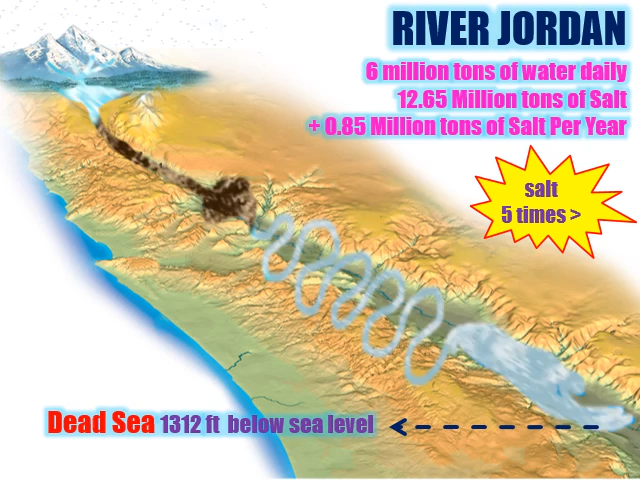 RIVER JORDAN
6 million tons of water daily
12.65 Million tons of Salt
+ 0.85 Million tons of Salt Per Year
salt
5 times >
Dead Sea 1312 ft below sea level